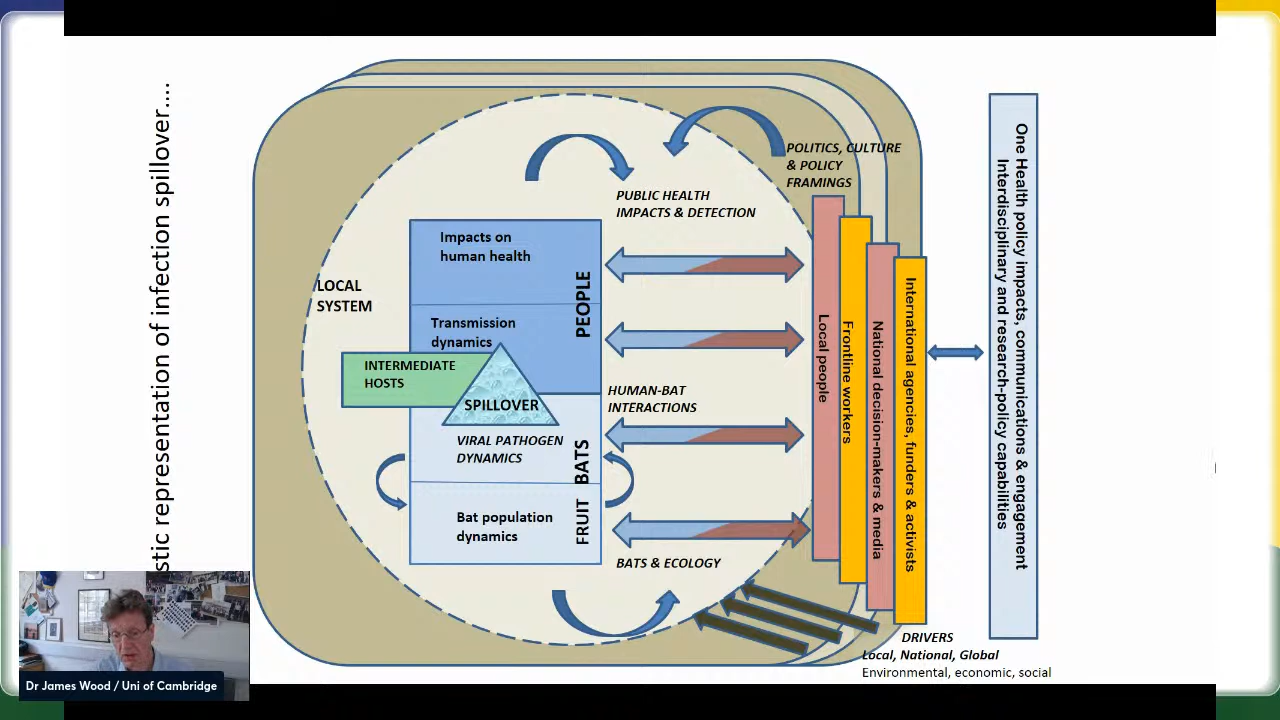 stic representation of infection spillover....
POLITICS, CULTURE
& POLICY
FRAMINGS
PUBLIC HEALTH
IMPACTS & DETECTION
Impacts on
human health
PEOPLE
LOCAL
SYSTEM
Transmission
dynamics
INTERMEDIATE
HOSTS
SPILLOVER
HUMAN-BAT
INTERACTIONS
VIRAL PATHOGEN
DYNAMICS
FRUIT BATS
Bat population
dynamics
BATS & ECOLOGY
Local people
Frontline workers
National decision-makers & media
International agencies, funders & activists
One Health policy impacts, communications & engagement
Interdisciplinary and research-policy capabilities
DRIVERS
Local, National, Global
Environmental, economic, social
Dr James Wood / Uni of Cambridge